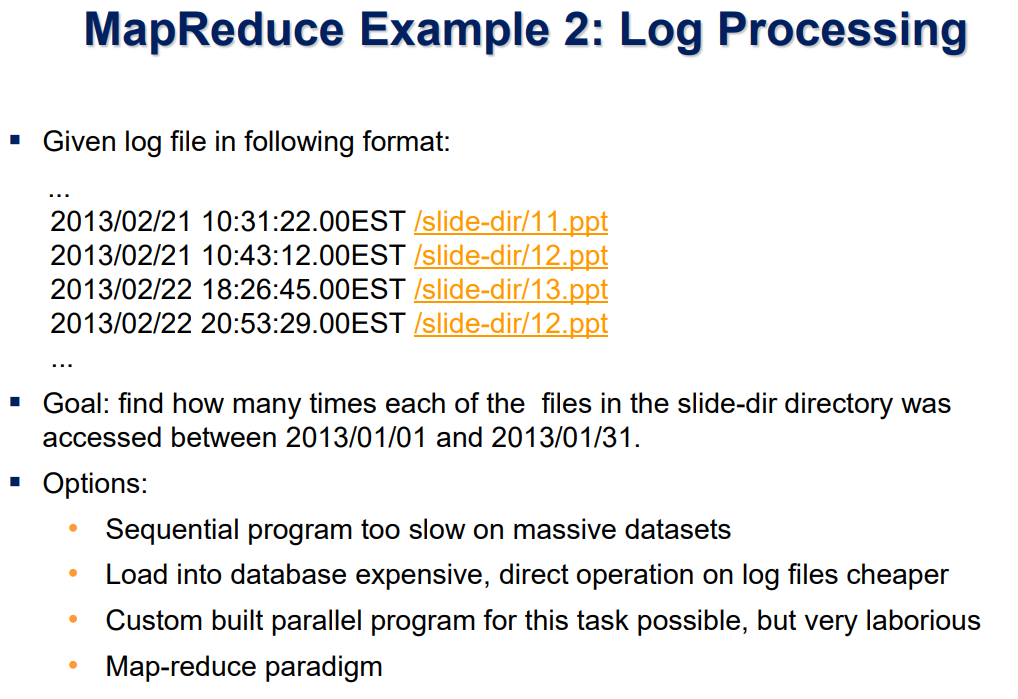 MapReduce Example 2: Log Processing
Given log file in following format:
...
2013/02/21 10:31:22.00EST /slide-dir/11.ppt
2013/02/21 10:43:12.00EST /slide-dir/12.ppt
2013/02/22 18:26:45.00EST /slide-dir/13.ppt
2013/02/22 20:53:29.00EST /slide-dir/12.ppt
...
Goal: find how many times each of the  files in the slide-dir directory was
accessed between 2013/01/01 and 2013/01/31.
Options:
Sequential program too slow on massive datasets
Load into database expensive, direct operation on log files cheaper
Custom built parallel program for this task possible, but very laborious
Map-reduce paradigm